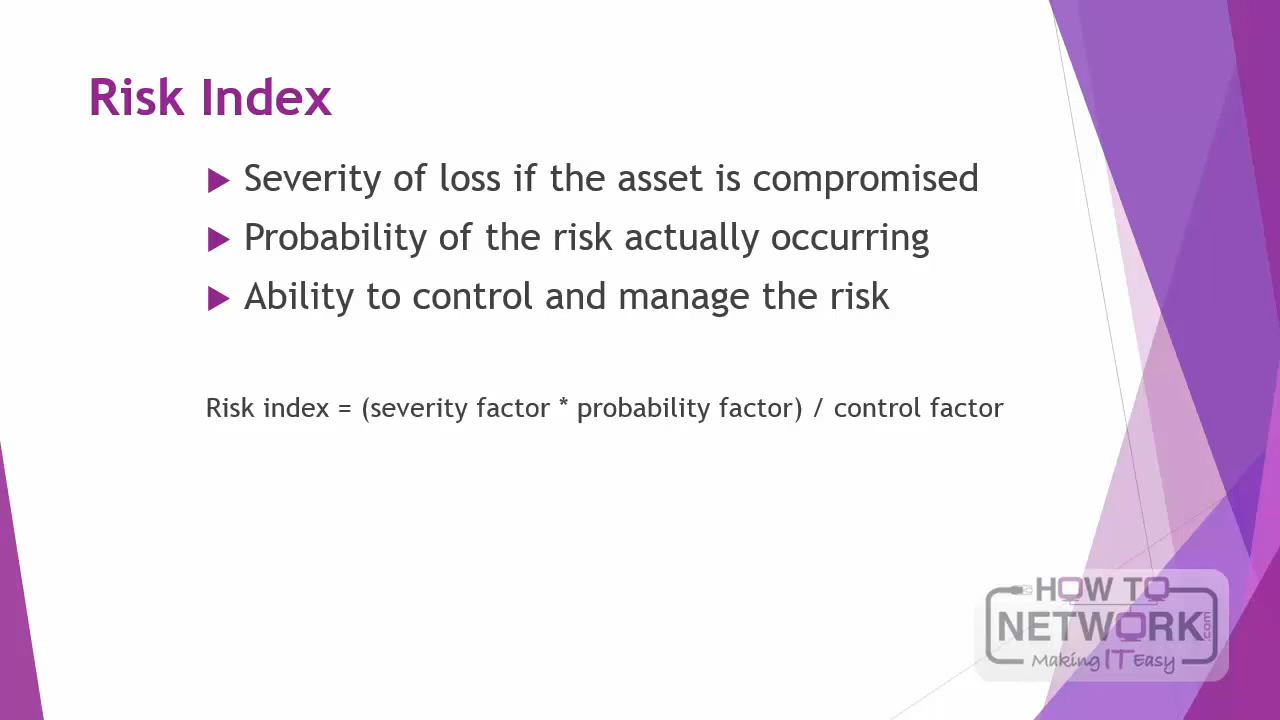 Risk Index
Severity of loss if the asset is compromised
Probability of the risk actually occurring
Ability to control and manage the risk
Risk index = (severity factor * probability factor) / control factor
HOW TO
NETWORK.com
Making IT Easy